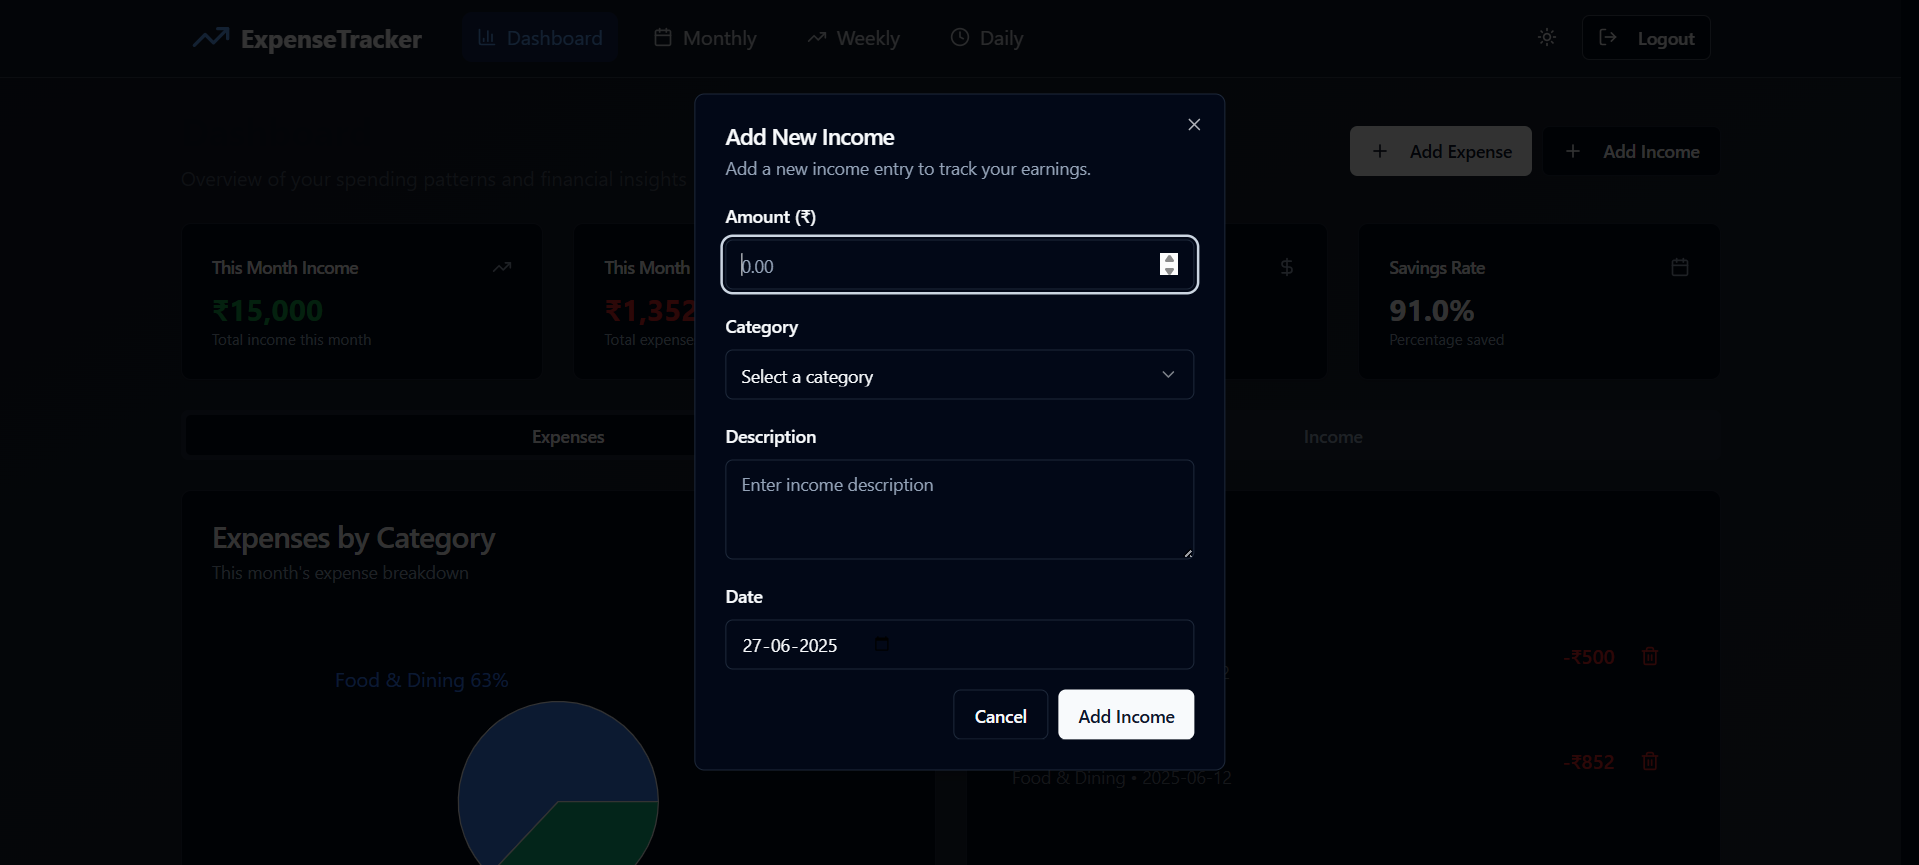 ExpenseTracker Dashboard Monthly Weekly Daily Logout
Add New Income
Add a new income entry to track your earnings.
Amount (₹)
0.00
Category
Select a category
Description
Enter income description
Date
27-06-2025
Cancel Add Income
Add Expense Add Income
Overview of your spending patterns and financial insights
This Month Income
₹15,000
Total income this month
This Month
₹1,352
Total expense
$
Savings Rate
91.0%
Percentage saved
Expenses Income
Expenses by Category
This month's expense breakdown
Food & Dining 63%
-₹500
-₹852
Food & Dining • 2025-06-12